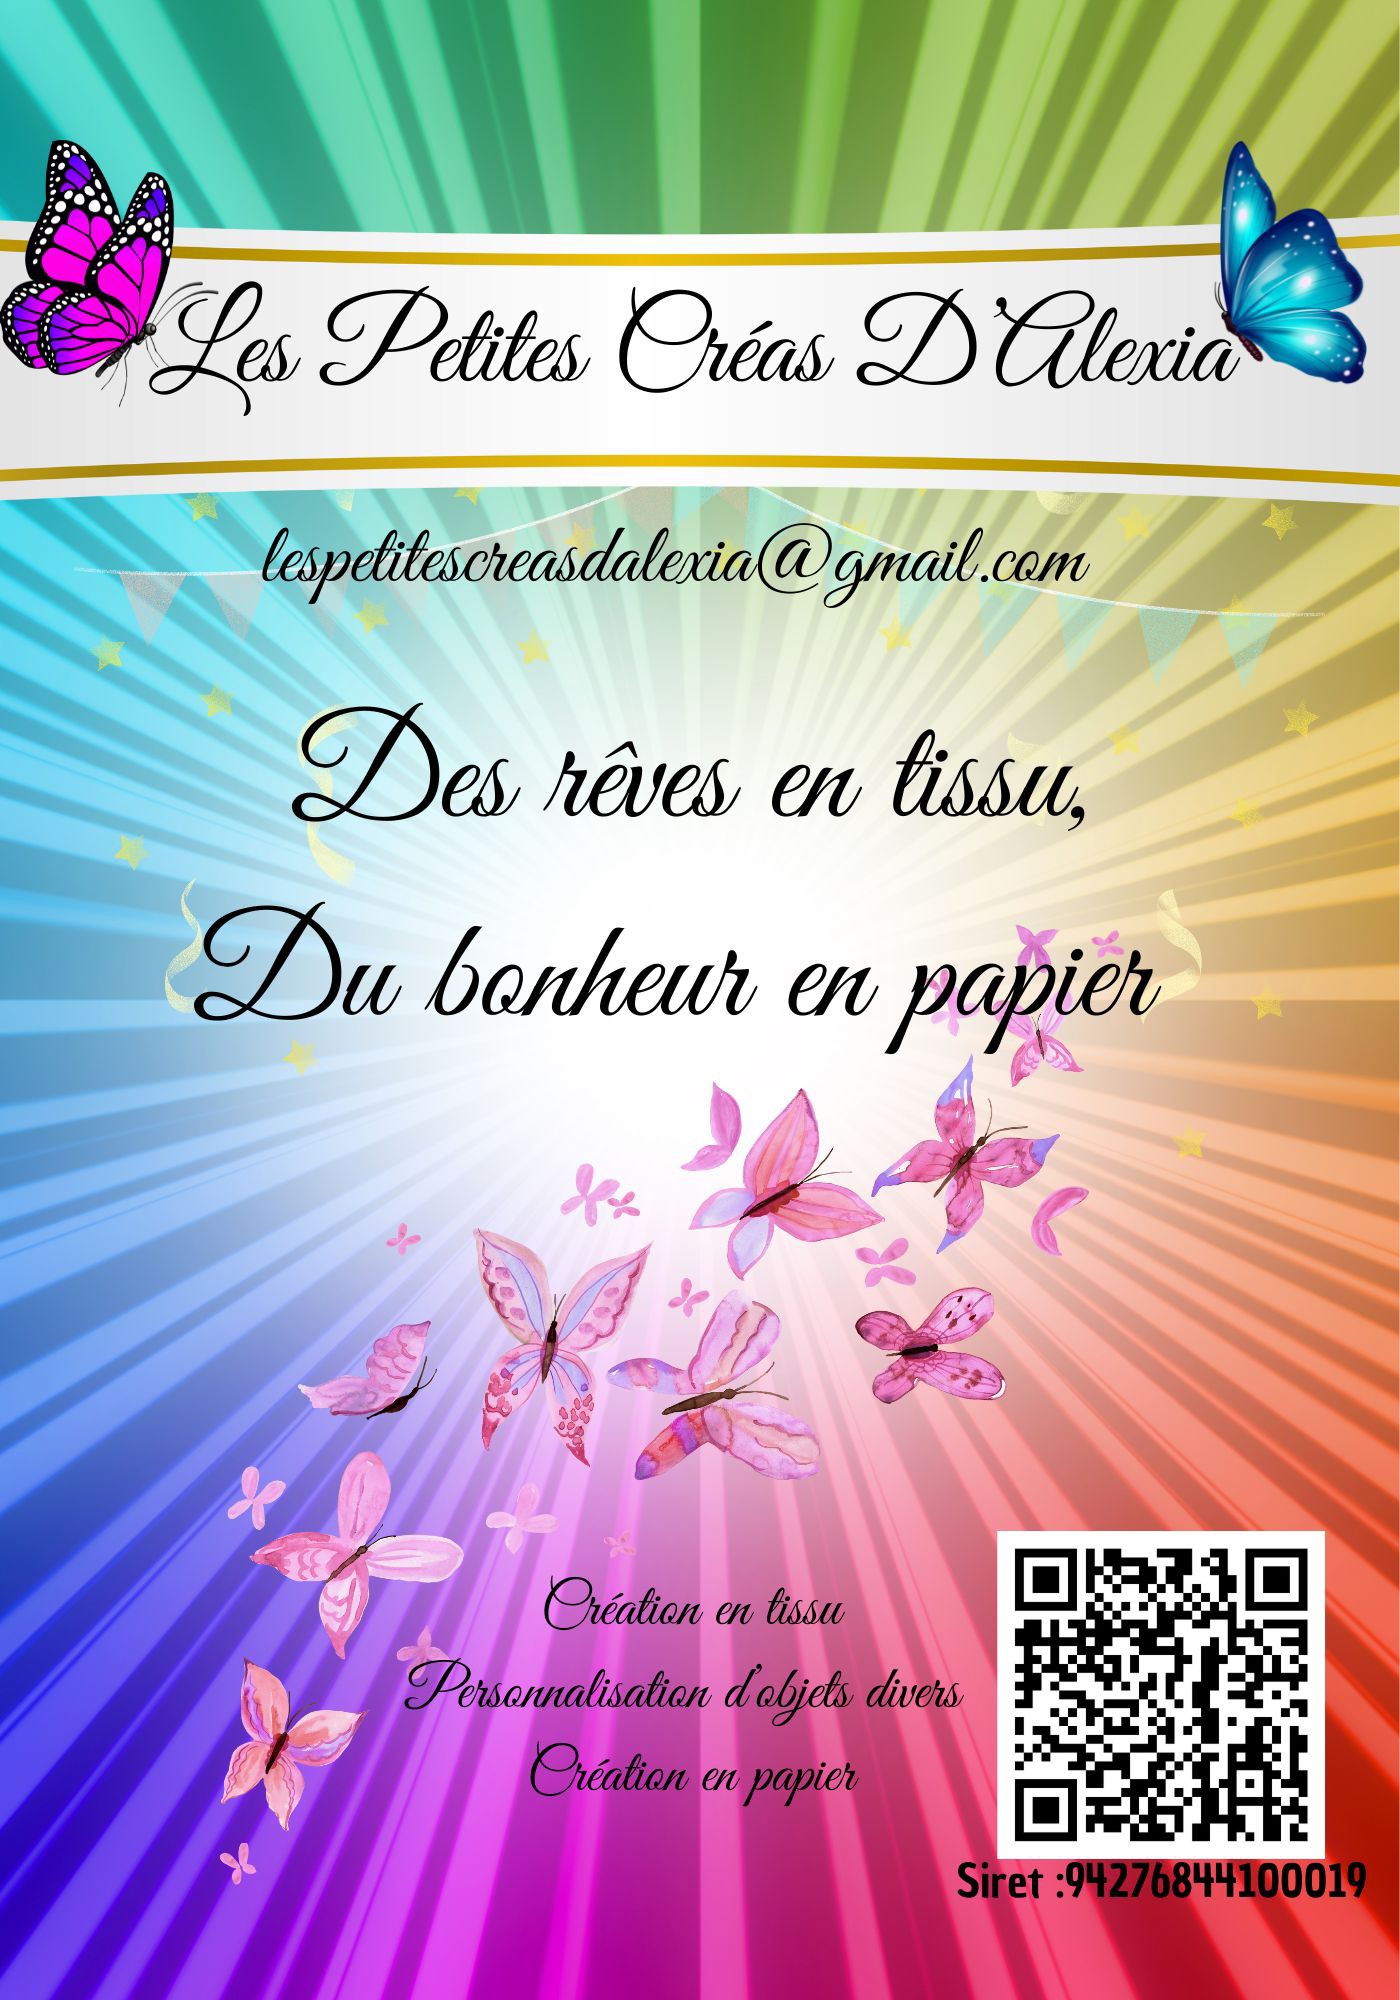 Les Petites Créas D'Alexia
lespetitescreasdalexia@gmail.com
Des rêves en tissu,
Du bonheur en papier
Création en tissu
Personnalisation d'objets divers
Création en papier
Siret :94276844100019